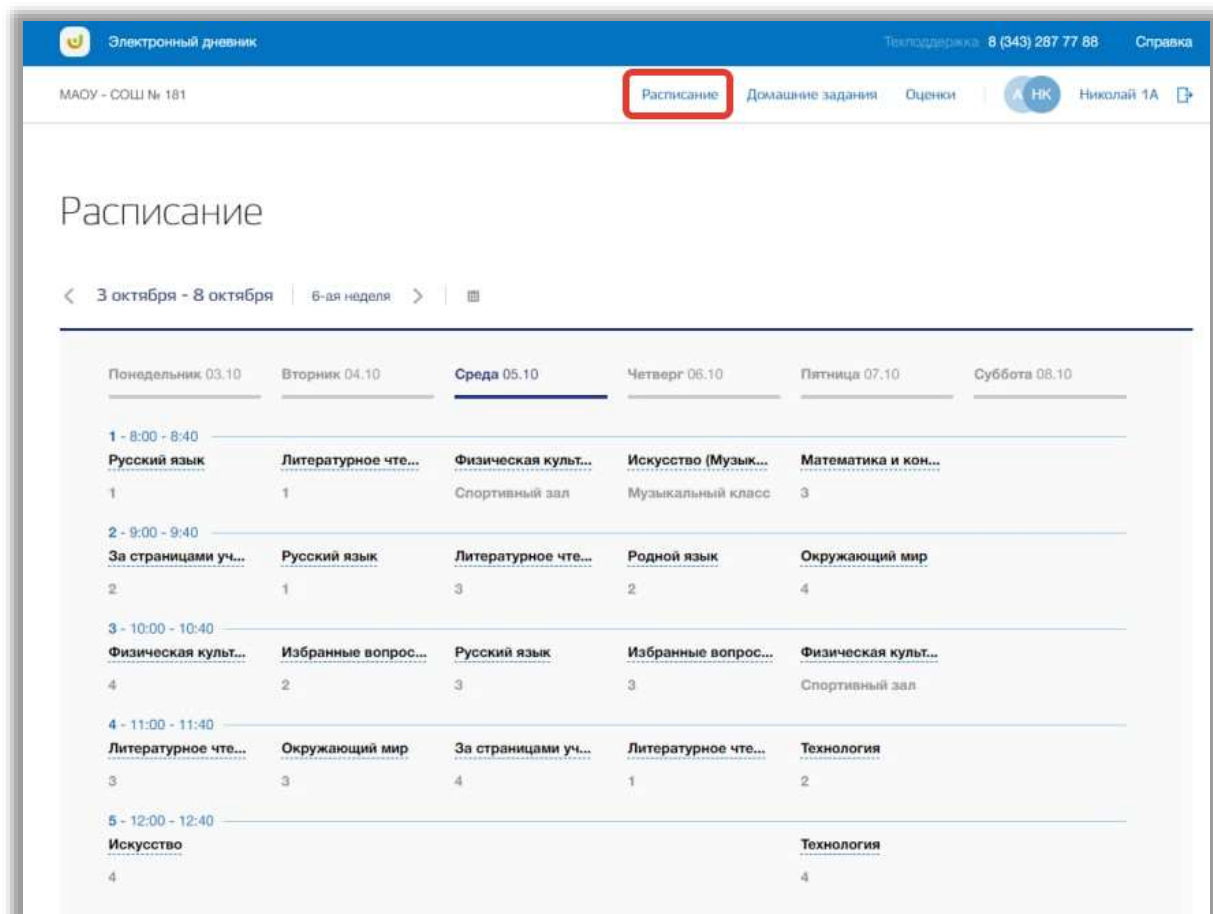 Электронный дневник Техподдержка 8 (343) 287 77 88 Справка
МАОУ - СОШ № 181 Расписание Домашние задания Оценки А НК Николай 1А
Расписание
3 октября - 8 октября 6-ая неделя
Понедельник 03.10 Вторник 04.10 Среда 05.10 Четверг 06.10 Пятница 07.10 Суббота 08.10
1 - 8:00 - 8:40
Русский язык Литературное чте... Физическая культ... Искусство (Музык... Математика и кон...
1 1 Спортивный зал Музыкальный класс 3
2 - 9:00 - 9:40
За страницами уч... Русский язык Литературное чте... Родной язык Окружающий мир
2 1 3 2 4
3 - 10:00 - 10:40
Физическая культ... Избранные вопрос... Русский язык Избранные вопрос... Физическая культ...
4 2 3 3 Спортивный зал
4 - 11:00 - 11:40
Литературное чте... Окружающий мир За страницами уч... Литературное чте... Технология
3 3 4 1 2
5 - 12:00 - 12:40
Искусство Технология
4 4